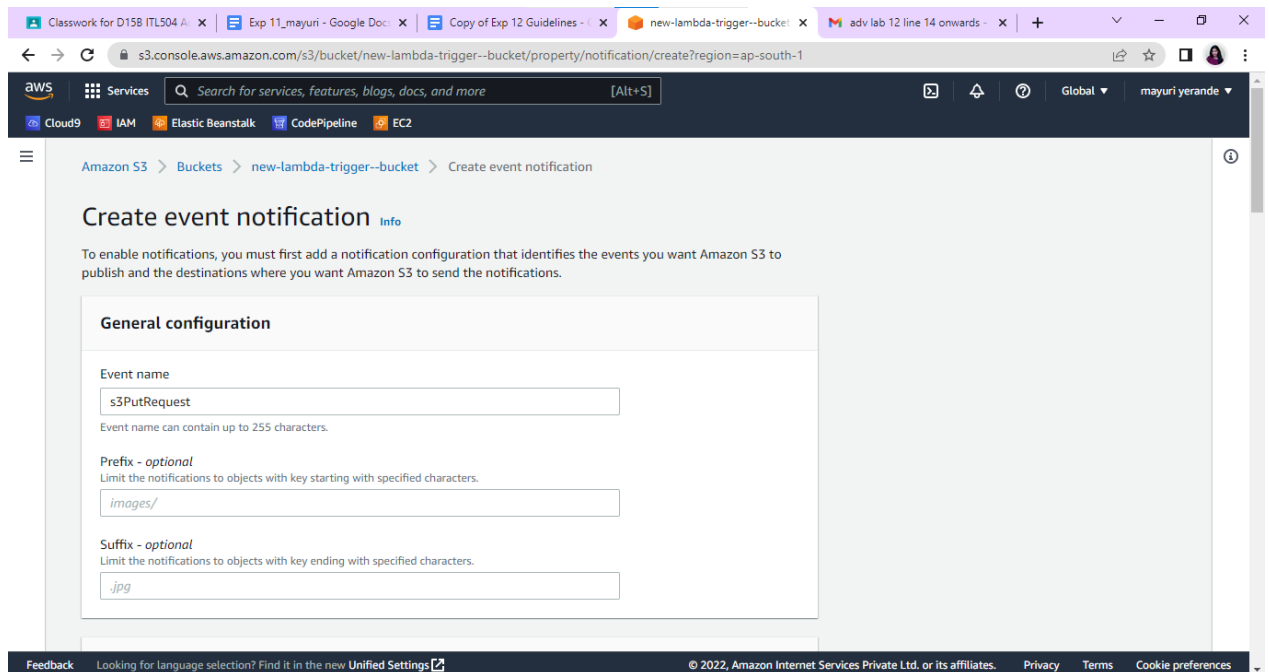 Classwork for D15B ITL504 A
Exp 11_mayuri - Google Doc
Copy of Exp 12 Guidelines -
new-lambda-trigger--bucket
adv lab 12 line 14 onwards -
s3.console.aws.amazon.com/s3/bucket/new-lambda-trigger--bucket/property/notification/create?region=ap-south-1
aws
Services
Search for services, features, blogs, docs, and more
[Alt+S]
Global
mayuri yerande
Cloud9
IAM
Elastic Beanstalk
CodePipeline
EC2
Amazon S3 > Buckets > new-lambda-trigger--bucket > Create event notification
Create event notification Info
To enable notifications, you must first add a notification configuration that identifies the events you want Amazon S3 to
publish and the destinations where you want Amazon S3 to send the notifications.
General configuration
Event name
s3PutRequest
Event name can contain up to 255 characters.
Prefix - optional
Limit the notifications to objects with key starting with specified characters.
images/
Suffix - optional
Limit the notifications to objects with key ending with specified characters.
.jpg
Feedback
Looking for language selection? Find it in the new Unified Settings
© 2022, Amazon Internet Services Private Ltd. or its affiliates.
Privacy
Terms
Cookie preferences